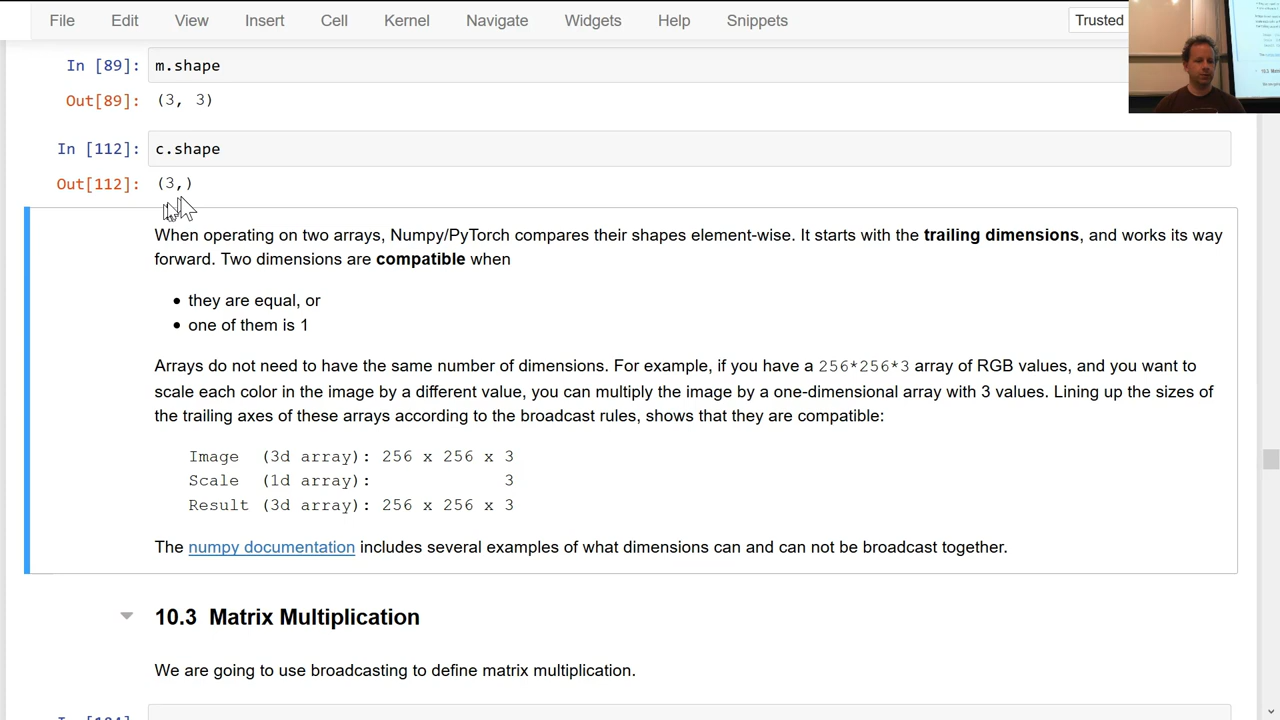 File Edit View Insert Cell Kernel Navigate Widgets Help Snippets Trusted
In [89]: m.shape
Out[89]: (3, 3)
In [112]: c.shape
Out[112]: (3,)
When operating on two arrays, Numpy/PyTorch compares their shapes element-wise. It starts with the trailing dimensions, and works its way
forward. Two dimensions are compatible when
• they are equal, or
• one of them is 1
Arrays do not need to have the same number of dimensions. For example, if you have a 256*256*3 array of RGB values, and you want to
scale each color in the image by a different value, you can multiply the image by a one-dimensional array with 3 values. Lining up the sizes of
the trailing axes of these arrays according to the broadcast rules, shows that they are compatible:
Image (3d array): 256 x 256 x 3
Scale (1d array): 3
Result (3d array): 256 x 256 x 3
The numpy documentation includes several examples of what dimensions can and can not be broadcast together.
10.3 Matrix Multiplication
We are going to use broadcasting to define matrix multiplication.